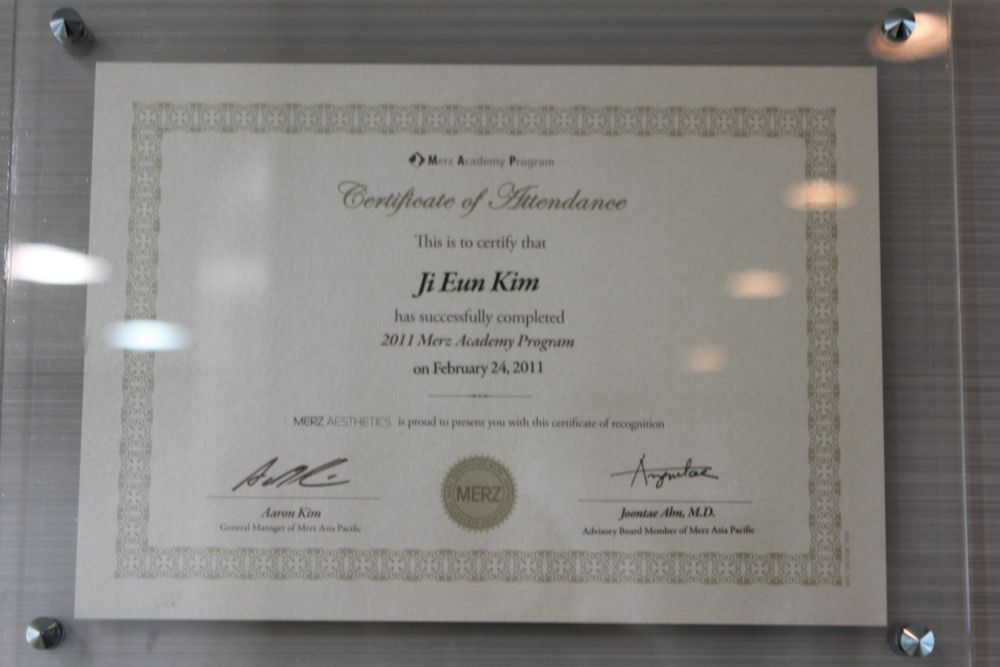 Merz Academy Program
Certificate of Attendance
This is to certify that
Ji Eun Kim
has successfully completed
2011 Merz Academy Program
on February 24, 2011
MERZ AESTHETICS is proud to present you with this certificate of recognition
MERZ
Aaron Kim
General Manager of Merz Asia Pacific
Joontae Ahn, M.D.
Advisory Board Member of Merz Asia Pacific